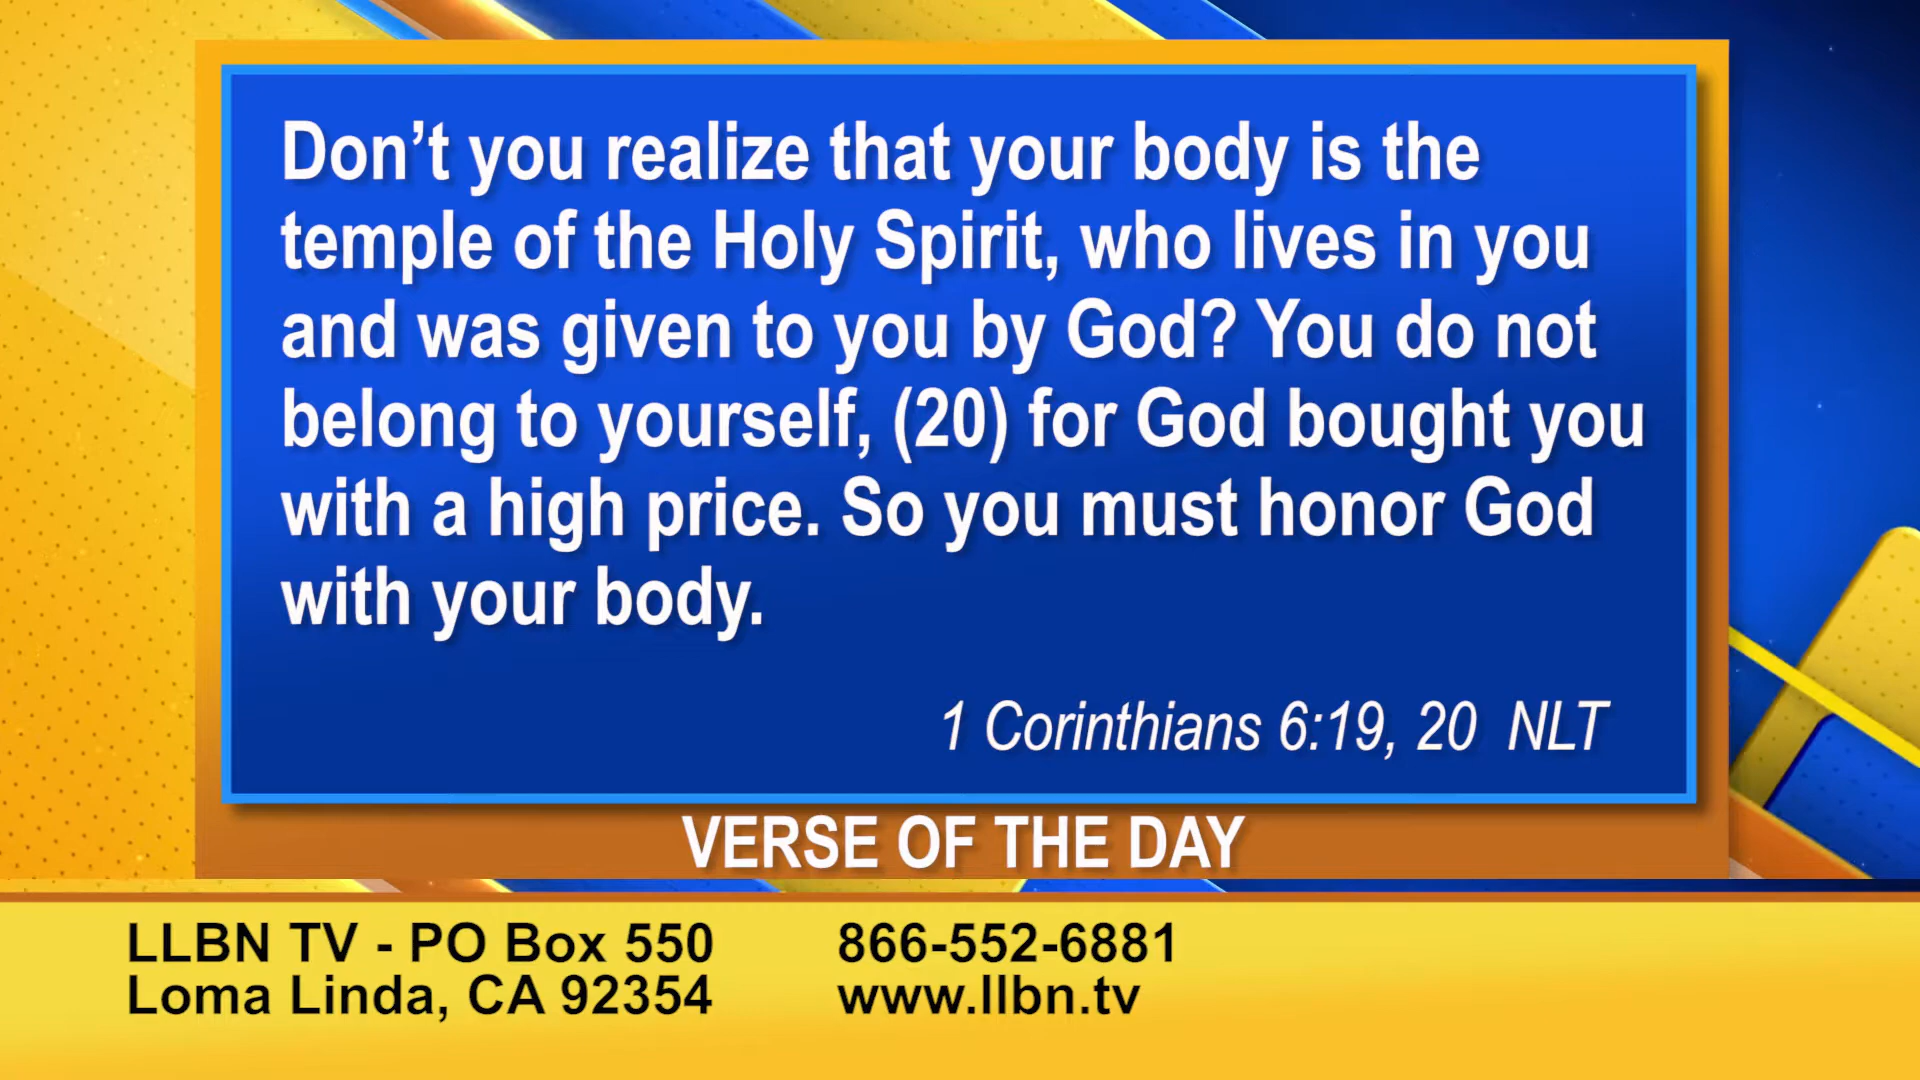 Don’t you realize that your body is the
temple of the Holy Spirit, who lives in you
and was given to you by God? You do not
belong to yourself, (20) for God bought you
with a high price. So you must honor God
with your body.
1 Corinthians 6:19, 20 NLT
VERSE OF THE DAY
LLBN TV - PO Box 550
Loma Linda, CA 92354
866-552-6881
www.llbn.tv